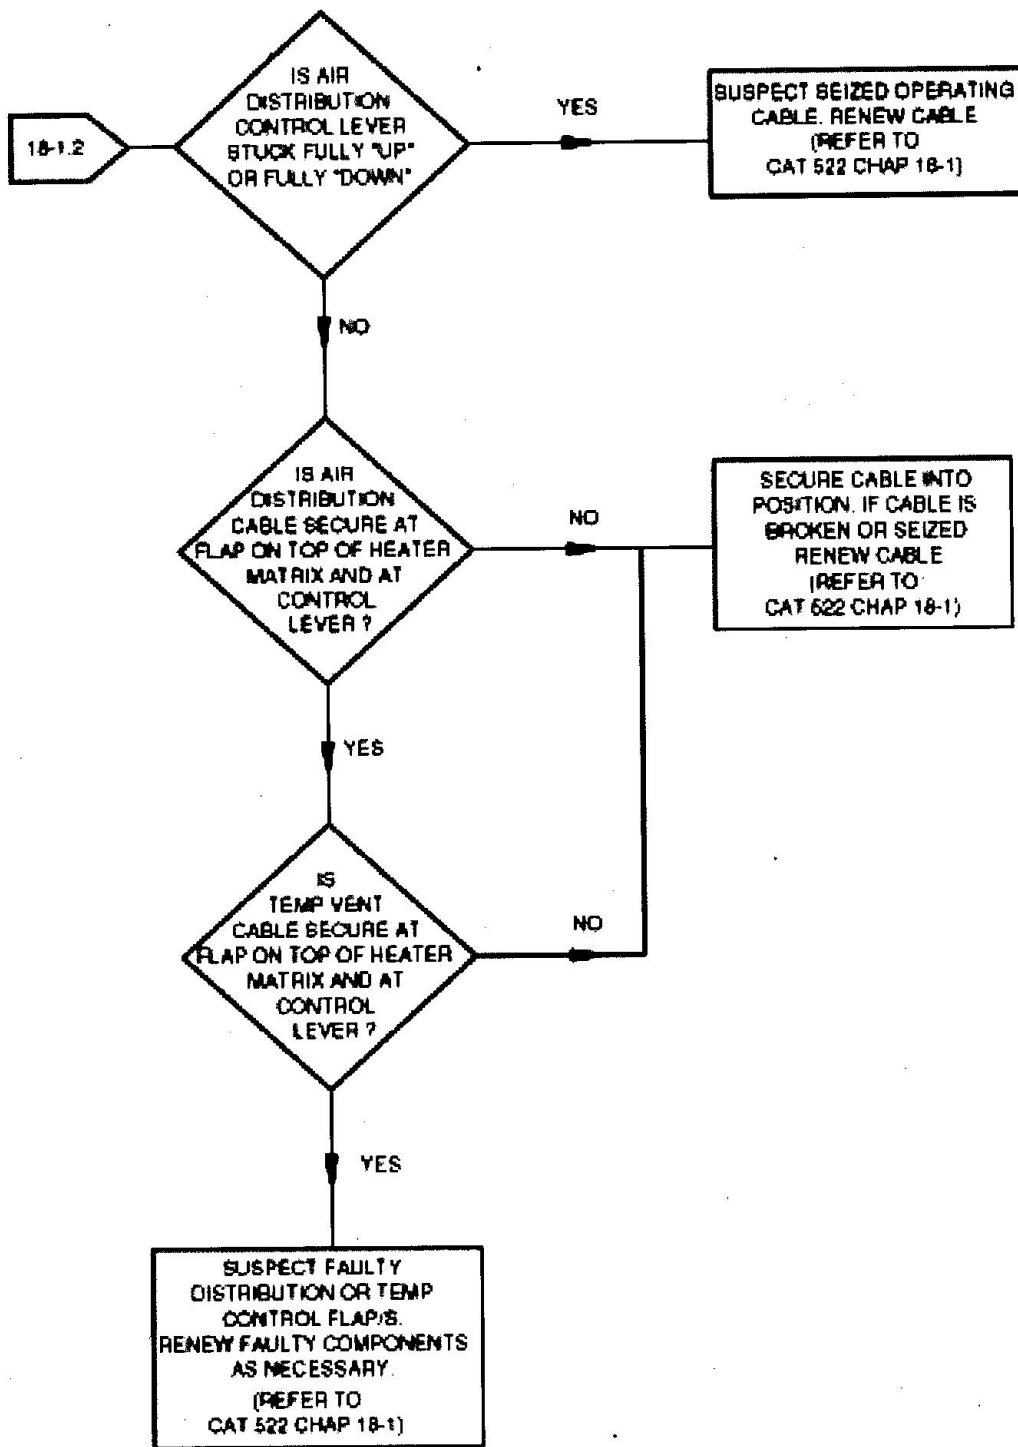 18-1.2
IS AIR
DISTRIBUTION
CONTROL LEVER
STUCK FULLY "UP"
OR FULLY "DOWN"
YES
SUSPECT SEIZED OPERATING
CABLE. RENEW CABLE
(REFER TO
CAT 522 CHAP 18-1)
NO
IS AIR
DISTRIBUTION
CABLE SECURE AT
FLAP ON TOP OF HEATER
MATRIX AND AT
CONTROL
LEVER ?
NO
SECURE CABLE INTO
POSITION. IF CABLE IS
BROKEN OR SEIZED
RENEW CABLE
(REFER TO
CAT 522 CHAP 18-1)
YES
IS
TEMP VENT
CABLE SECURE AT
FLAP ON TOP OF HEATER
MATRIX AND AT
CONTROL
LEVER ?
NO
YES
SUSPECT FAULTY
DISTRIBUTION OR TEMP
CONTROL FLAP/S.
RENEW FAULTY COMPONENTS
AS NECESSARY.
(REFER TO
CAT 522 CHAP 18-1)